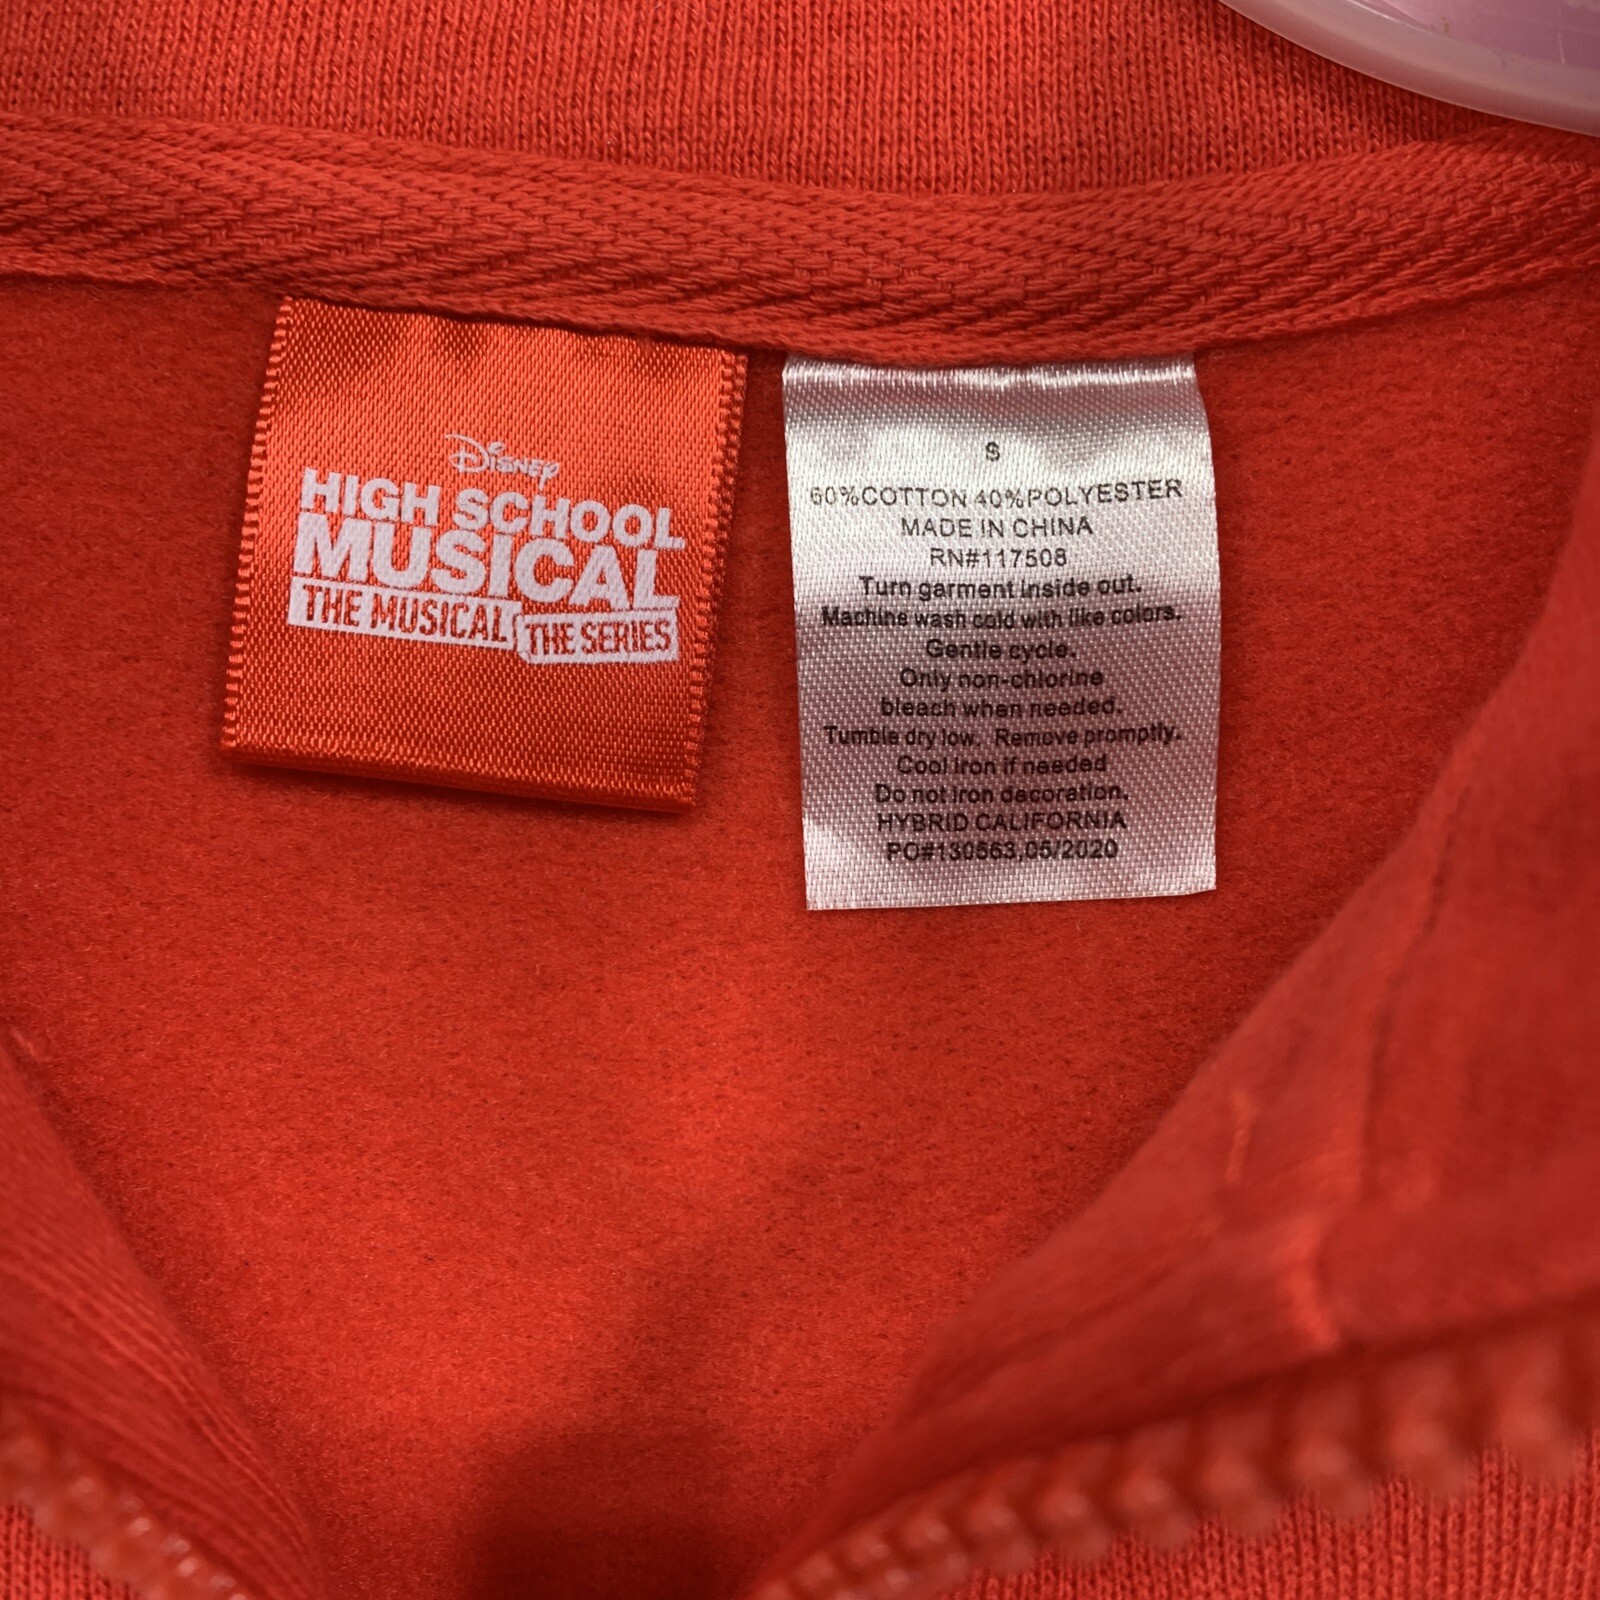 Disney
HIGH SCHOOL
MUSICAL
THE MUSICAL
THE SERIES
S
60%COTTON 40%POLYESTER
MADE IN CHINA
RN#117508
Turn garment inside out.
Machine wash cold with like colors.
Gentle cycle.
Only non-chlorine
bleach when needed.
Tumble dry low. Remove promptly.
Cool iron if needed
Do not iron decoration.
HYBRID CALIFORNIA
PO#130563,05/2020